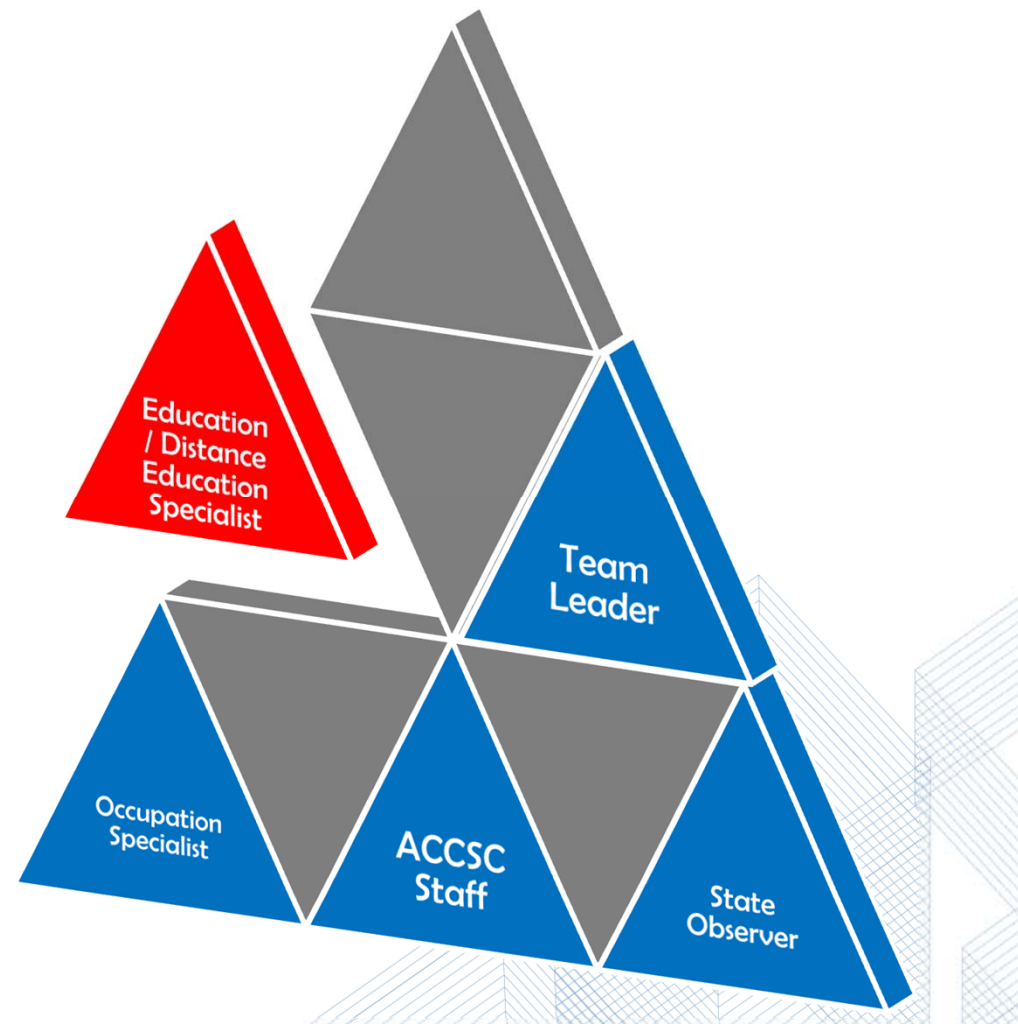 Education
/ Distance
Education
Specialist
Team
Leader
Occupation
Specialist
ACCSC
Staff
State
Observer